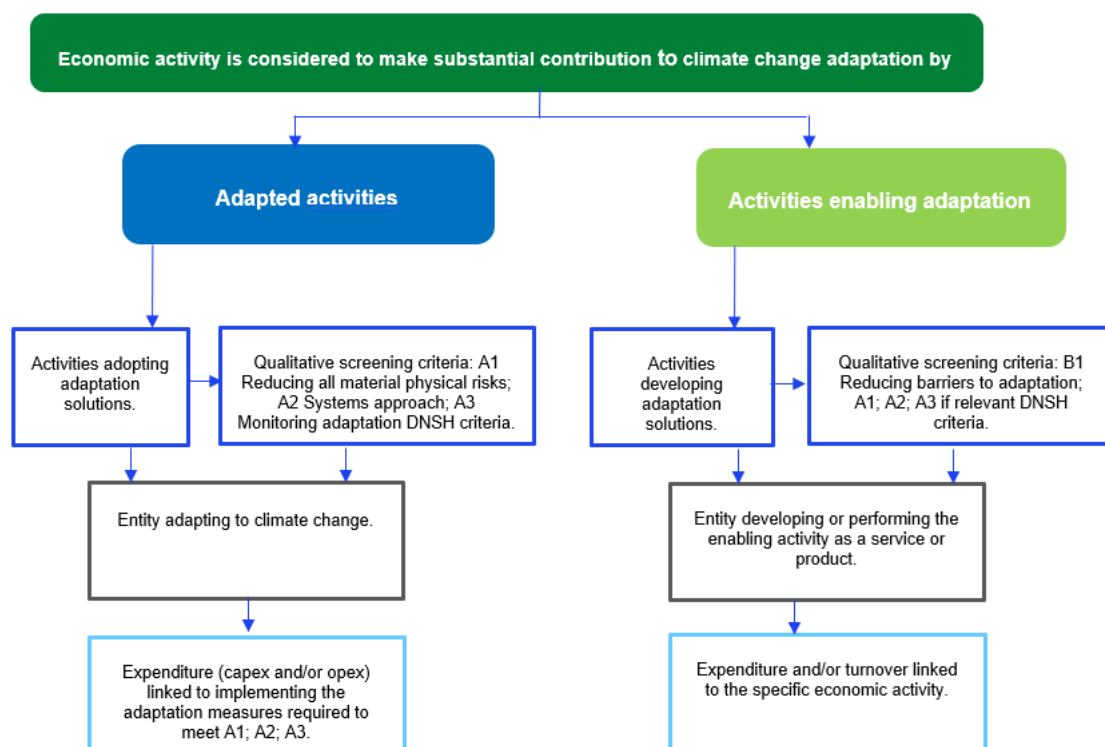 Economic activity is considered to make substantial contribution to climate change adaptation by
Adapted activities
Activities enabling adaptation
Activities adopting
adaptation
solutions.
Qualitative screening criteria: A1
Reducing all material physical risks;
A2 Systems approach; A3
Monitoring adaptation DNSH criteria.
Activities
developing
adaptation
solutions.
Qualitative screening criteria: B1
Reducing barriers to adaptation;
A1; A2; A3 if relevant DNSH
criteria.
Entity adapting to climate change.
Entity developing or performing the
enabling activity as a service or
product.
Expenditure (capex and/or opex)
linked to implementing the
adaptation measures required to
meet A1; A2; A3.
Expenditure and/or turnover linked
to the specific economic activity.